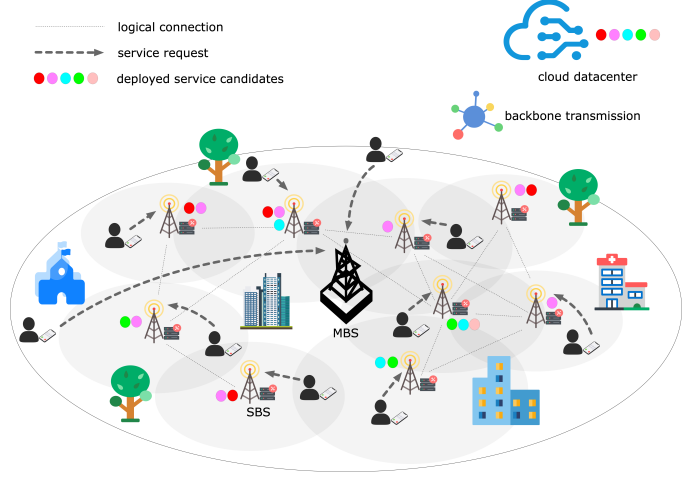 logical connection
service request
deployed service candidates
cloud datacenter
backbone transmission
MBS
SBS